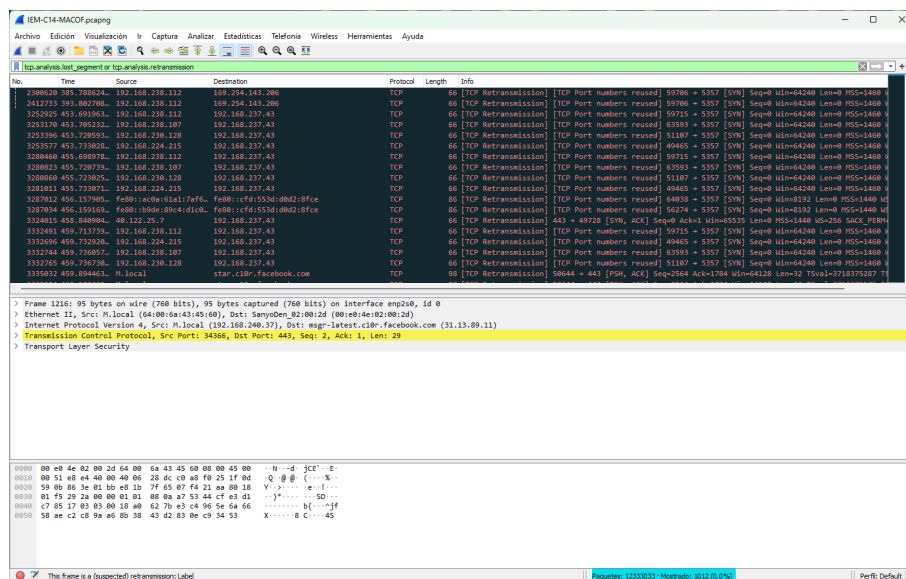 IEM-C14-MACOF.pcapng
Archivo Edición Visualización Ir Captura Analizar Estadísticas Telefonía Wireless Herramientas Ayuda
tcp.analysis.lost_segment or tcp.analysis.retransmission
No. Time Source Destination Protocol Length Info
2300620 385.788624… 192.168.238.112 169.254.143.206 TCP 66 [TCP Retransmission] [TCP Port numbers reused] 59706 → 5357 [SYN] Seq=0 Win=64240 Len=0 MSS=1460 W
2412733 393.802708… 192.168.238.112 169.254.143.206 TCP 66 [TCP Retransmission] [TCP Port numbers reused] 59706 → 5357 [SYN] Seq=0 Win=64240 Len=0 MSS=1460 W
3252925 453.691963… 192.168.238.112 192.168.237.43 TCP 66 [TCP Retransmission] [TCP Port numbers reused] 59715 → 5357 [SYN] Seq=0 Win=64240 Len=0 MSS=1460 W
3253170 453.705232… 192.168.238.107 192.168.237.43 TCP 66 [TCP Retransmission] [TCP Port numbers reused] 63593 → 5357 [SYN] Seq=0 Win=64240 Len=0 MSS=1460 W
3253396 453.720593… 192.168.230.128 192.168.237.43 TCP 66 [TCP Retransmission] [TCP Port numbers reused] 51107 → 5357 [SYN] Seq=0 Win=64240 Len=0 MSS=1460 W
3253577 453.733028… 192.168.224.215 192.168.237.43 TCP 66 [TCP Retransmission] [TCP Port numbers reused] 49465 → 5357 [SYN] Seq=0 Win=64240 Len=0 MSS=1460 W
3280460 455.698978… 192.168.238.112 192.168.237.43 TCP 66 [TCP Retransmission] [TCP Port numbers reused] 59715 → 5357 [SYN] Seq=0 Win=64240 Len=0 MSS=1460 W
3280823 455.720739… 192.168.238.107 192.168.237.43 TCP 66 [TCP Retransmission] [TCP Port numbers reused] 63593 → 5357 [SYN] Seq=0 Win=64240 Len=0 MSS=1460 W
3280860 455.723025… 192.168.230.128 192.168.237.43 TCP 66 [TCP Retransmission] [TCP Port numbers reused] 51107 → 5357 [SYN] Seq=0 Win=64240 Len=0 MSS=1460 W
3281011 455.733071… 192.168.224.215 192.168.237.43 TCP 66 [TCP Retransmission] [TCP Port numbers reused] 49465 → 5357 [SYN] Seq=0 Win=64240 Len=0 MSS=1460 W
3287012 456.157905… fe80::ac0a:61a1:7af6… fe80::cfd:553d:d0d2:8fce TCP 86 [TCP Retransmission] [TCP Port numbers reused] 64038 → 5357 [SYN] Seq=0 Win=8192 Len=0 MSS=1440 WS
3287034 456.159169… fe80::b9de:89c4:d1c0… fe80::cfd:553d:d0d2:8fce TCP 86 [TCP Retransmission] [TCP Port numbers reused] 56274 → 5357 [SYN] Seq=0 Win=8192 Len=0 MSS=1440 WS
3324015 458.840904… 40.122.25.7 192.168.237.43 TCP 66 [TCP Retransmission] 443 → 49728 [SYN, ACK] Seq=0 Ack=1 Win=65535 Len=0 MSS=1440 WS=256 SACK_PERM
3332491 459.713739… 192.168.238.112 192.168.237.43 TCP 66 [TCP Retransmission] [TCP Port numbers reused] 59715 → 5357 [SYN] Seq=0 Win=64240 Len=0 MSS=1460 W
3332696 459.732920… 192.168.224.215 192.168.237.43 TCP 66 [TCP Retransmission] [TCP Port numbers reused] 49465 → 5357 [SYN] Seq=0 Win=64240 Len=0 MSS=1460 W
3332744 459.736057… 192.168.238.107 192.168.237.43 TCP 66 [TCP Retransmission] [TCP Port numbers reused] 63593 → 5357 [SYN] Seq=0 Win=64240 Len=0 MSS=1460 W
3332765 459.736730… 192.168.230.128 192.168.237.43 TCP 66 [TCP Retransmission] [TCP Port numbers reused] 51107 → 5357 [SYN] Seq=0 Win=64240 Len=0 MSS=1460 W
3335032 459.894463… M.local star.c10r.facebook.com TCP 98 [TCP Retransmission] 50644 → 443 [PSH, ACK] Seq=2564 Ack=1784 Win=64128 Len=32 TSval=3718375287 TS
> Frame 1216: 95 bytes on wire (760 bits), 95 bytes captured (760 bits) on interface enp2s0, id 0
> Ethernet II, Src: M.local (64:00:6a:43:45:60), Dst: SanyoDen_02:00:2d (00:e0:4e:02:00:2d)
> Internet Protocol Version 4, Src: M.local (192.168.240.37), Dst: msgr-latest.c10r.facebook.com (31.13.89.11)
> Transmission Control Protocol, Src Port: 34366, Dst Port: 443, Seq: 2, Ack: 1, Len: 29
> Transport Layer Security
0000 00 e0 4e 02 00 2d 64 00 6a 43 45 60 08 00 45 00 ··N··-d· jCE`··E·
0010 00 51 e8 e4 40 00 40 06 28 dc c0 a8 f0 25 1f 0d ·Q··@·@· (····%··
0020 59 0b 86 3e 01 bb e8 1b 7f 65 07 f4 21 aa 80 18 Y··>···· ·e··!···
0030 01 f5 29 2a 00 00 01 01 08 0a a7 53 44 cf e3 d1 ··)*···· ···SD···
0040 c7 85 17 03 03 00 18 a0 62 7b e3 c4 96 5e 6a 66 ········ b{···^jf
0050 58 ae c2 c8 9a a6 8b 38 43 d2 83 0e c9 34 53 X······8 C····4S
This frame is a (suspected) retransmission: Label Paquetes: 12333033 · Mostrado: 1012 (0.0%) Perfil: Default